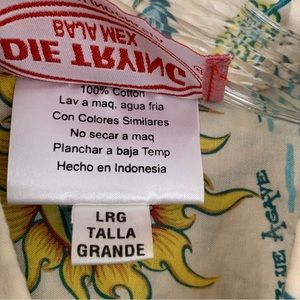 DIE TRYING
BAJA MEX
100% Cotton
Lav a maq, agua fria
Con Colores Similares
No secar a maq
Planchar a baja Temp
Hecho en Indonesia
LRG
TALLA
GRANDE
DE AGAVE